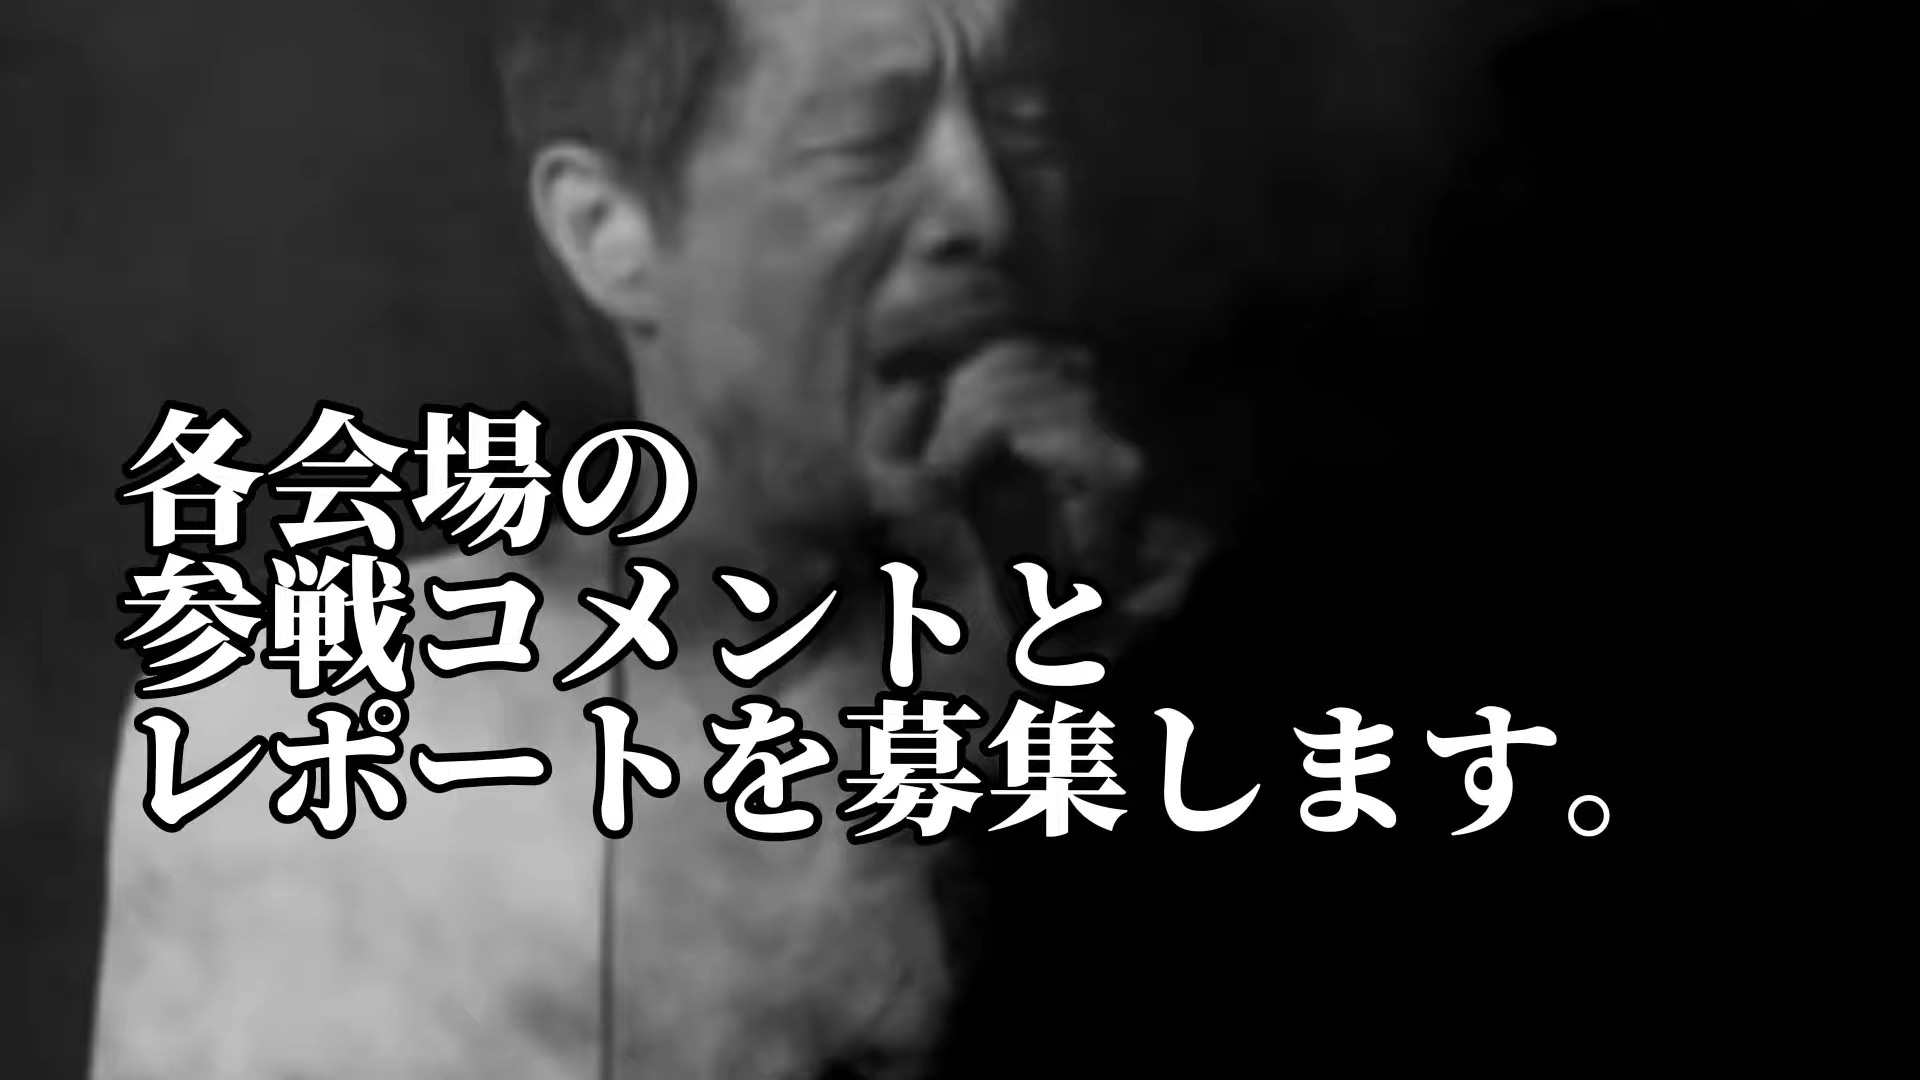 各会場の
参戦コメントと
レポートを募集します。